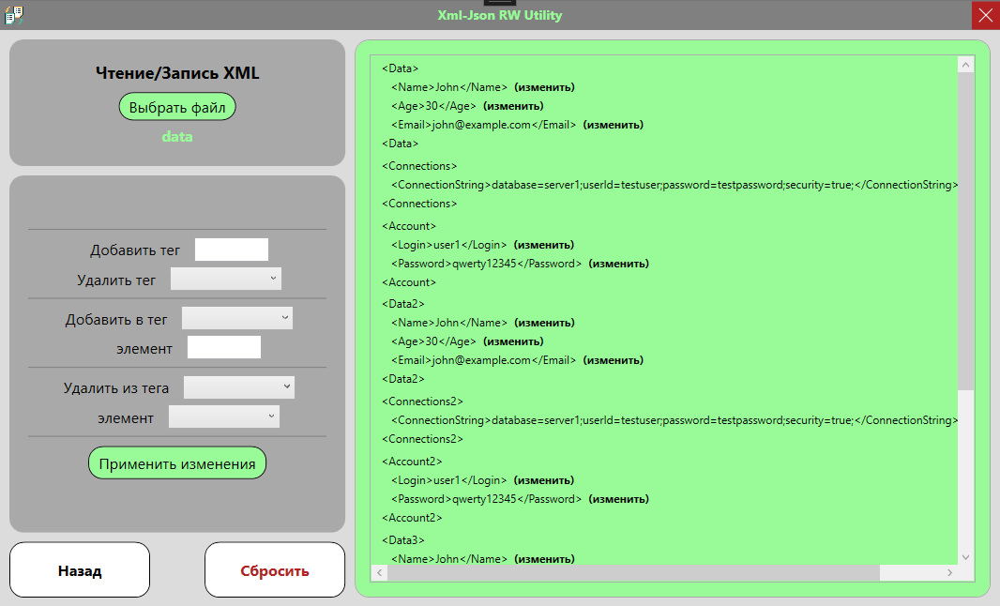 Xml-Json RW Utility
Чтение/Запись XML
Выбрать файл
data
Добавить тег
Удалить тег
Добавить в тег
элемент
Удалить из тега
элемент
Применить изменения
Назад
Сбросить
<Data>
<Name>John</Name> (изменить)
<Age>30</Age> (изменить)
<Email>john@example.com</Email> (изменить)
<Data>
<Connections>
<ConnectionString>database=server1;userId=testuser;password=testpassword;security=true;</ConnectionString>
<Connections>
<Account>
<Login>user1</Login> (изменить)
<Password>qwerty12345</Password> (изменить)
<Account>
<Data2>
<Name>John</Name> (изменить)
<Age>30</Age> (изменить)
<Email>john@example.com</Email> (изменить)
<Data2>
<Connections2>
<ConnectionString>database=server1;userId=testuser;password=testpassword;security=true;</ConnectionString>
<Connections2>
<Account2>
<Login>user1</Login> (изменить)
<Password>qwerty12345</Password> (изменить)
<Account2>
<Data3>
<Name>John</Name> (изменить)